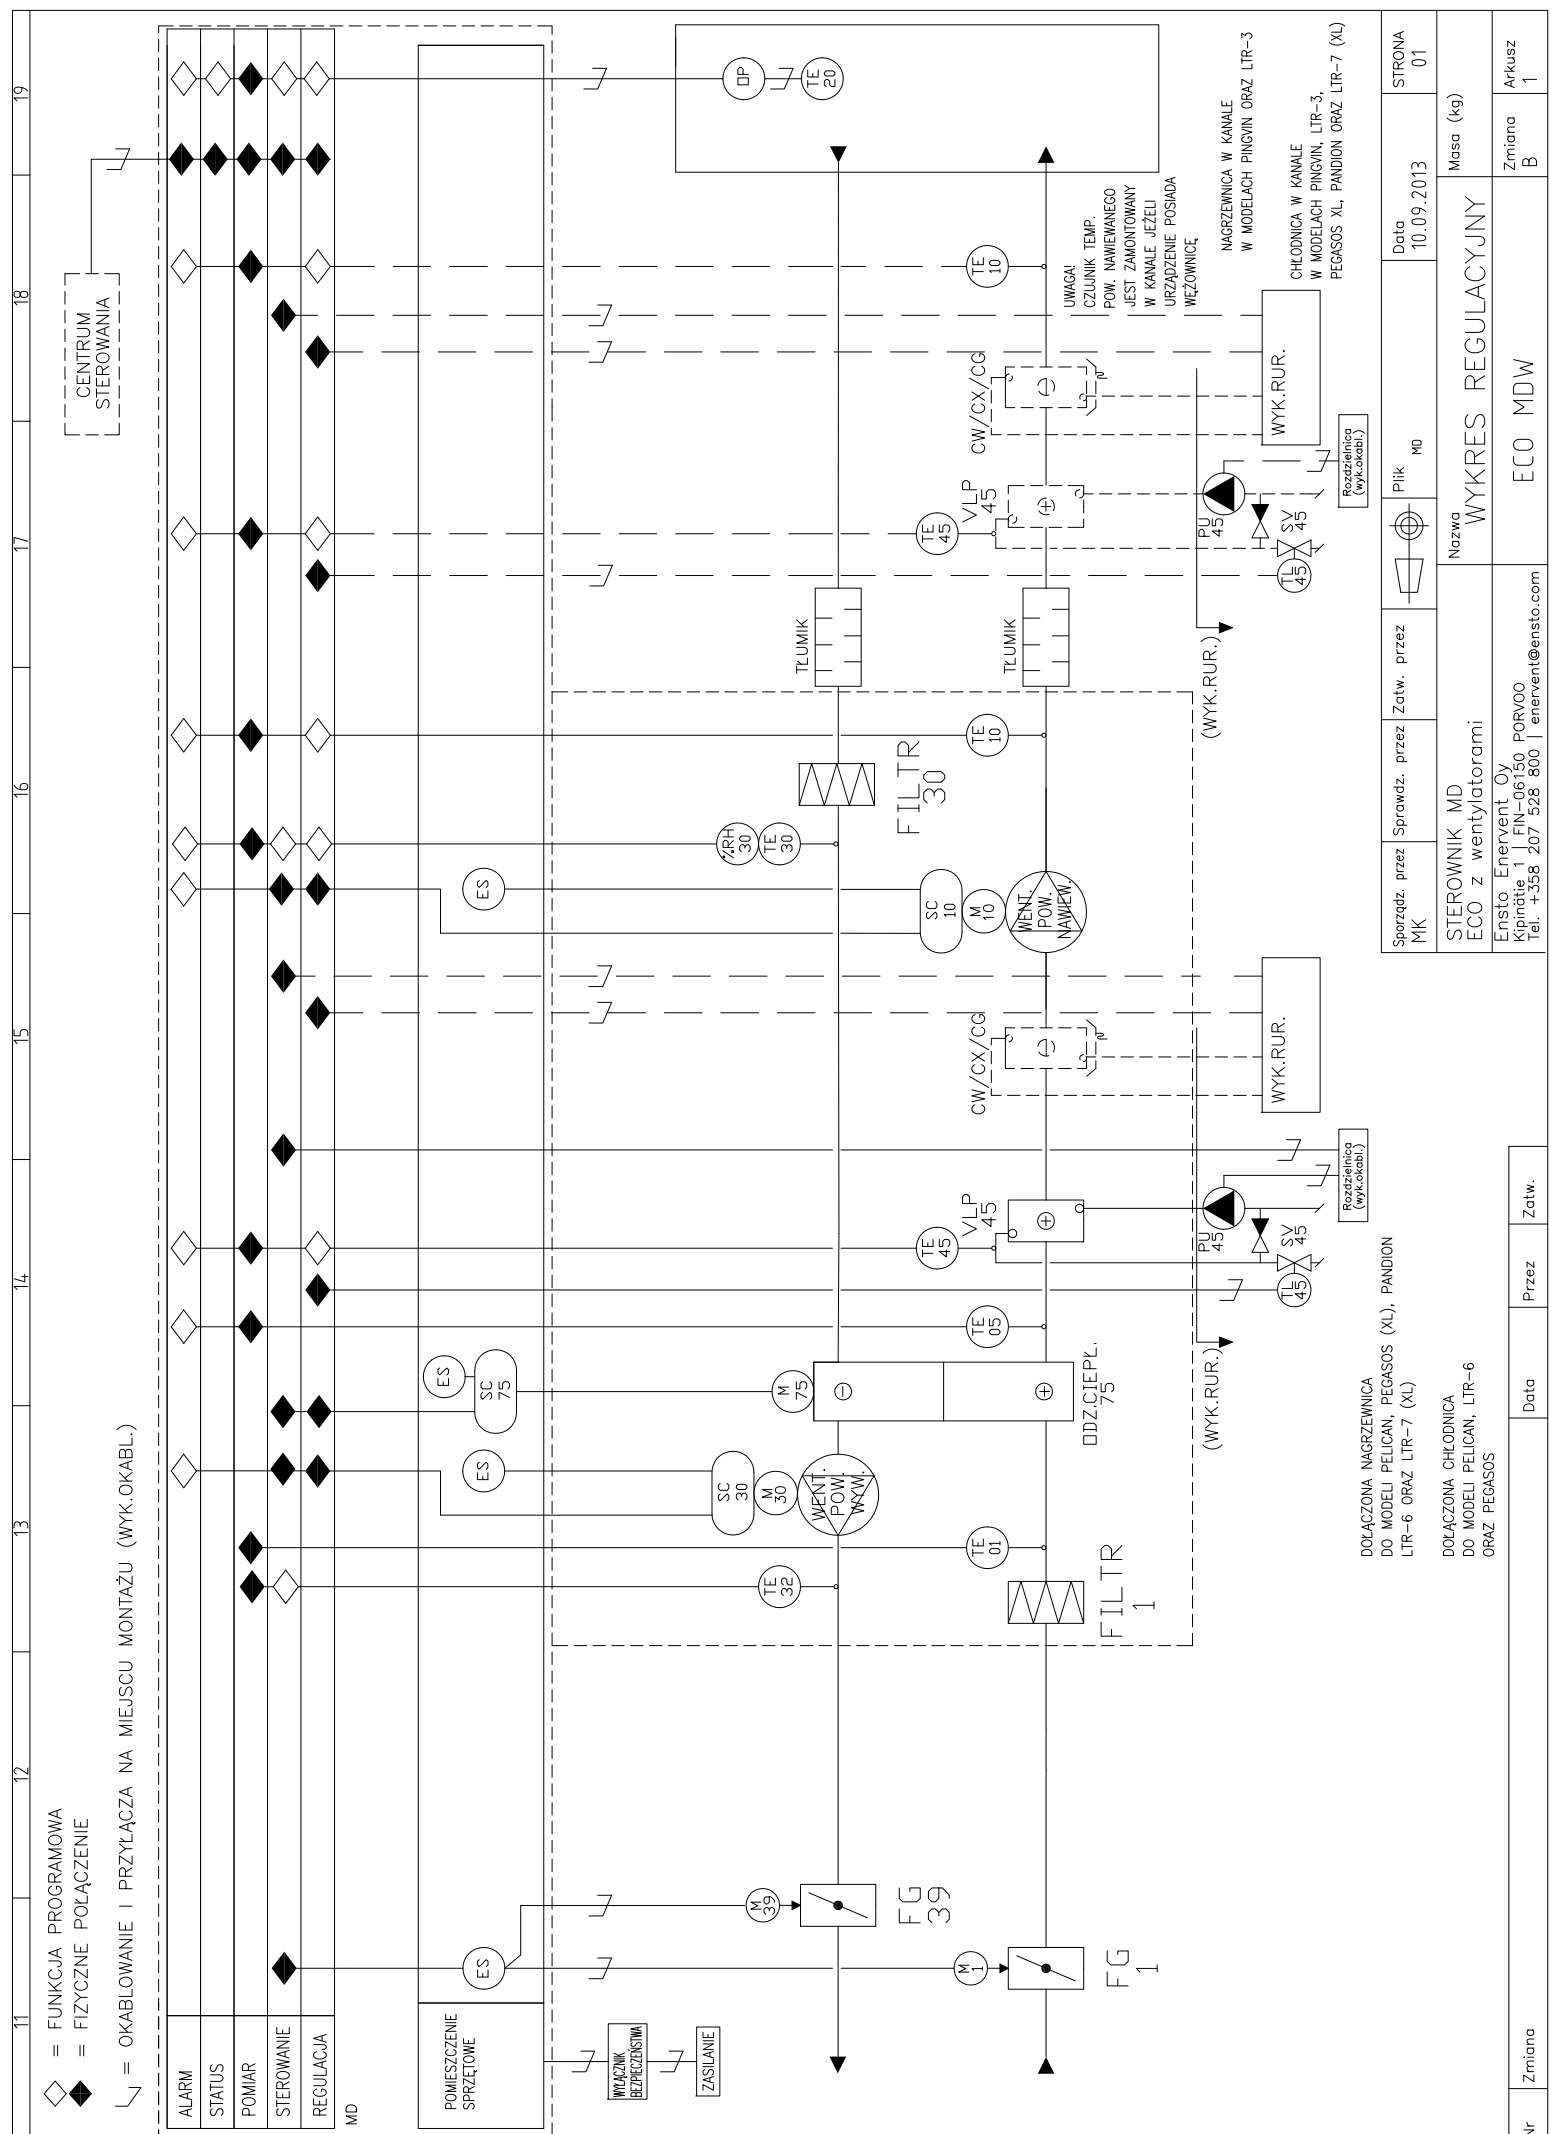 11
12
13
14
15
16
17
18
19
= FUNKCJA PROGRAMOWA
= FIZYCZNE POŁĄCZENIE
= OKABLOWANIE I PRZYŁĄCZA NA MIEJSCU MONTAŻU (WYK.OKABL.)
CENTRUM
STEROWANIA
ALARM
STATUS
POMIAR
STEROWANIE
REGULACJA
MD
POMIESZCZENIE
SPRZĘTOWE
WYŁĄCZNIK
BEZPIECZEŃSTWA
ZASILANIE
ES
M
39
FG
39
M
1
FG
1
TE
32
TE
01
FILTR
1
ES
SC
30
M
30
WENT.
POW.
WYW.
ES
SC
75
M
75
ODZ.CIEPŁ.
75
TE
05
TE
45
VLP
45
PU
45
SV
45
TL
45
(WYK.RUR.)
Rozdzielnica
(wyk.okabl.)
CW/CX/CG
WYK.RUR.
ES
SC
10
M
10
WENT.
POW.
NAWIEW.
%RH
30
TE
30
FILTR
30
TE
10
TŁUMIK
TŁUMIK
(WYK.RUR.)
TE
45
VLP
45
PU
45
SV
45
TL
45
Rozdzielnica
(wyk.okabl.)
CW/CX/CG
WYK.RUR.
TE
10
OP
TE
20
UWAGA!
CZUJNIK TEMP.
POW. NAWIEWANEGO
JEST ZAMONTOWANY
W KANALE JEŻELI
URZĄDZENIE POSIADA
WĘŻOWNICĘ
NAGRZEWNICA W KANALE
W MODELACH PINGVIN ORAZ LTR-3
CHŁODNICA W KANALE
W MODELACH PINGVIN, LTR-3,
PEGASOS XL, PANDION ORAZ LTR-7 (XL)
DOŁĄCZONA NAGRZEWNICA
DO MODELI PELICAN, PEGASOS (XL), PANDION
LTR-6 ORAZ LTR-7 (XL)
DOŁĄCZONA CHŁODNICA
DO MODELI PELICAN, LTR-6
ORAZ PEGASOS
Nr
Zmiana
Data
Przez
Zatw.
Sporządz. przez
MK
Sprawdz. przez
Zatw. przez
Plik
MD
Data
10.09.2013
STRONA
01
STEROWNIK MD
ECO z wentylatorami
Nazwa
WYKRES REGULACYJNY
Masa (kg)
Ensto Enervent Oy
Kipinätie 1 | FIN-06150 PORVOO
Tel. +358 207 528 800 | enervent@ensto.com
ECO MDW
Zmiana
B
Arkusz
1